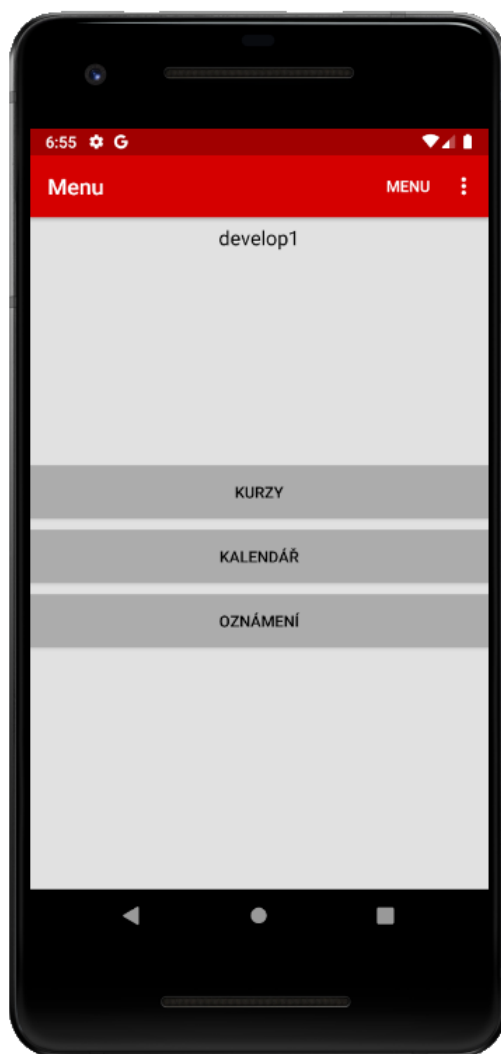 6:55 G
Menu MENU
develop1
KURZY
KALENDÁŘ
OZNÁMENÍ